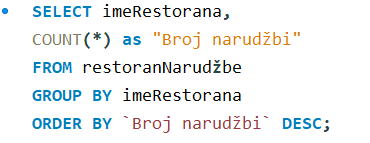 SELECT imeRestorana,
COUNT(*) as "Broj narudžbi"
FROM restoranNarudžbe
GROUP BY imeRestorana
ORDER BY `Broj narudžbi` DESC;